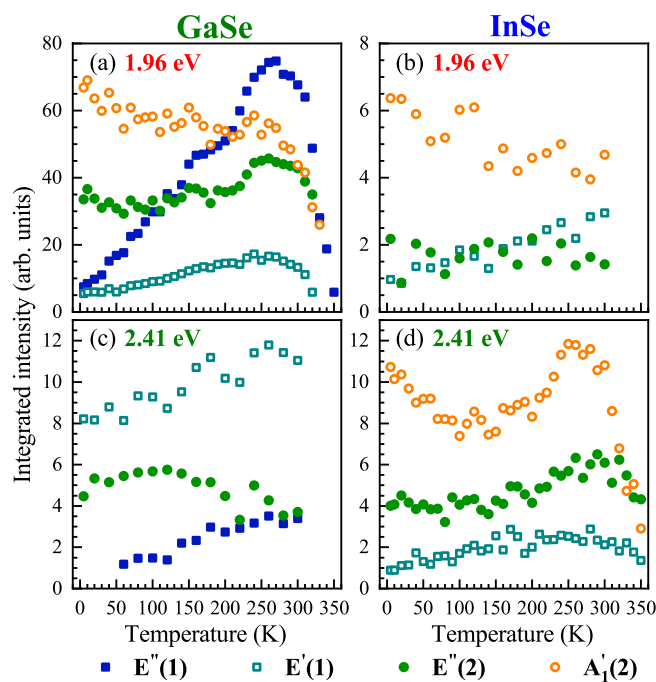 GaSe InSe
(a) 1.96 eV (b) 1.96 eV
80 8
60 6
40 4
20 2
0 0
(c) 2.41 eV (d) 2.41 eV
12 12
10 10
8 8
6 6
4 4
2 2
0 0
0 50 100 150 200 250 300 0 50 100 150 200 250 300 350
Temperature (K) Temperature (K)
Integrated intensity (arb. units)
E''(1) E'(1) E''(2) A'₁(2)